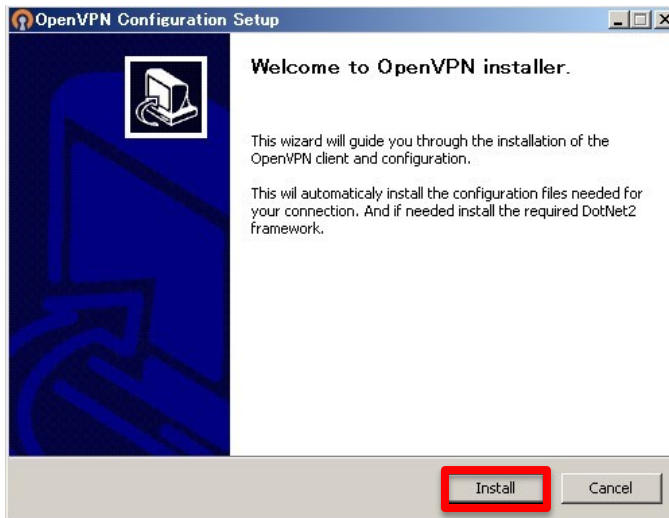 OpenVPN Configuration Setup
Welcome to OpenVPN installer.
This wizard will guide you through the installation of the
OpenVPN client and configuration.
This wil automaticaly install the configuration files needed for
your connection. And if needed install the required DotNet2
framework.
Install
Cancel